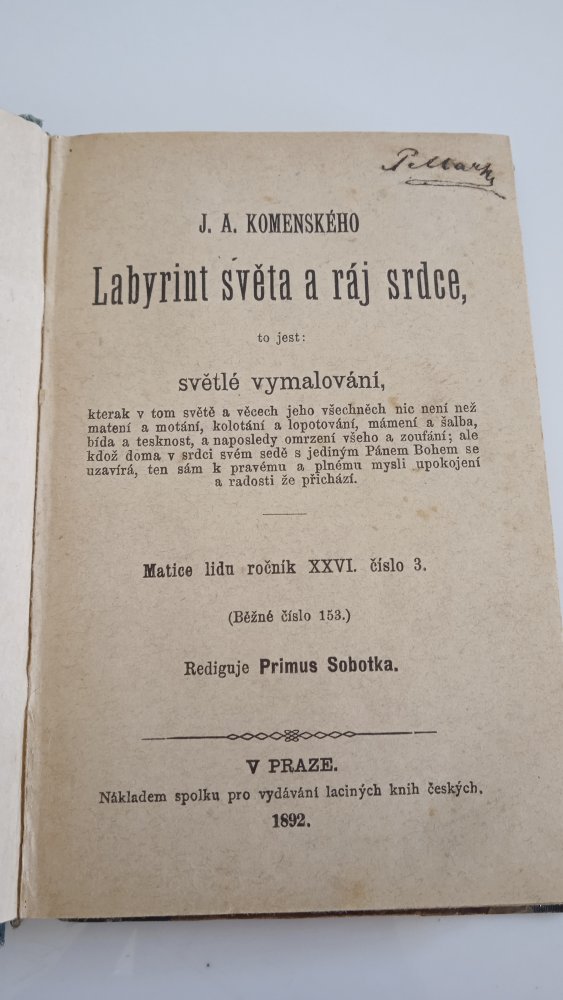 J. A. KOMENSKÉHO
Labyrint světa a ráj srdce,
to jest:
světlé vymalování,
kterak v tom světě a věcech jeho všechněch nic není než
matení a motání, kolotání a lopotování, mámení a šalba,
bída a tesknost, a naposledy omrzení všeho a zoufání; ale
kdož doma v srdci svém sedě s jediným Pánem Bohem se
uzavírá, ten sám k pravému a plnému mysli upokojení
a radosti že přichází.
Matice lidu ročník XXVI. číslo 3.
(Běžné číslo 153.)
Rediguje Primus Sobotka.
V PRAZE.
Nákladem spolku pro vydávání laciných knih českých.
1892.